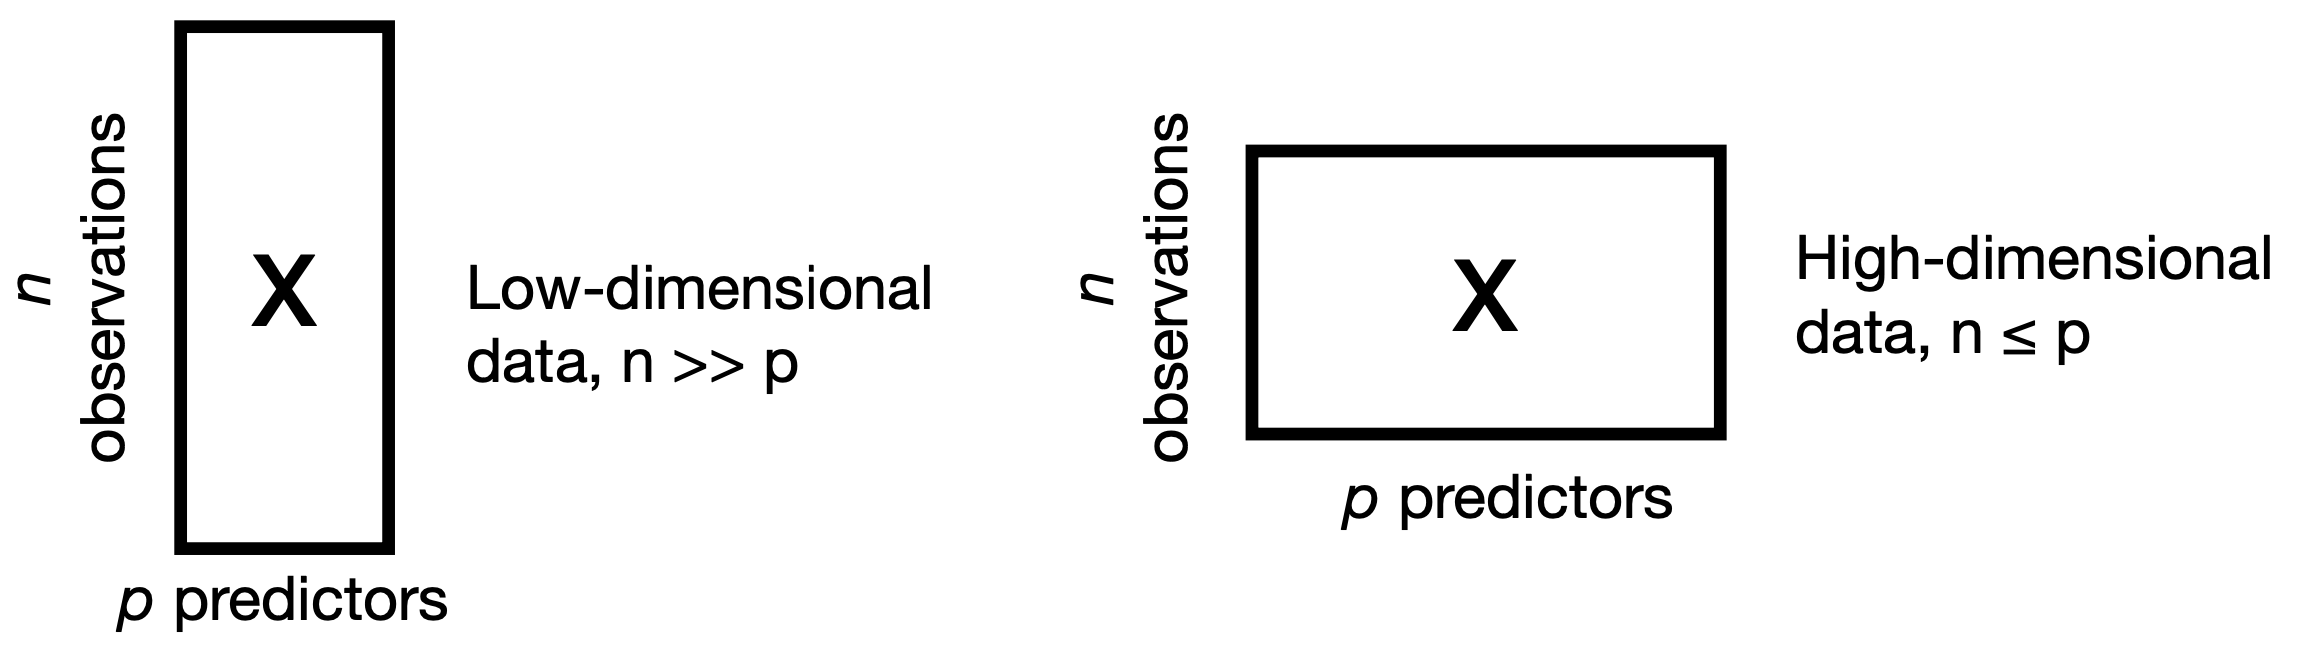 n
observations
X
Low-dimensional
data, n >> p
p predictors
n
observations
X
High-dimensional
data, n ≤ p
p predictors